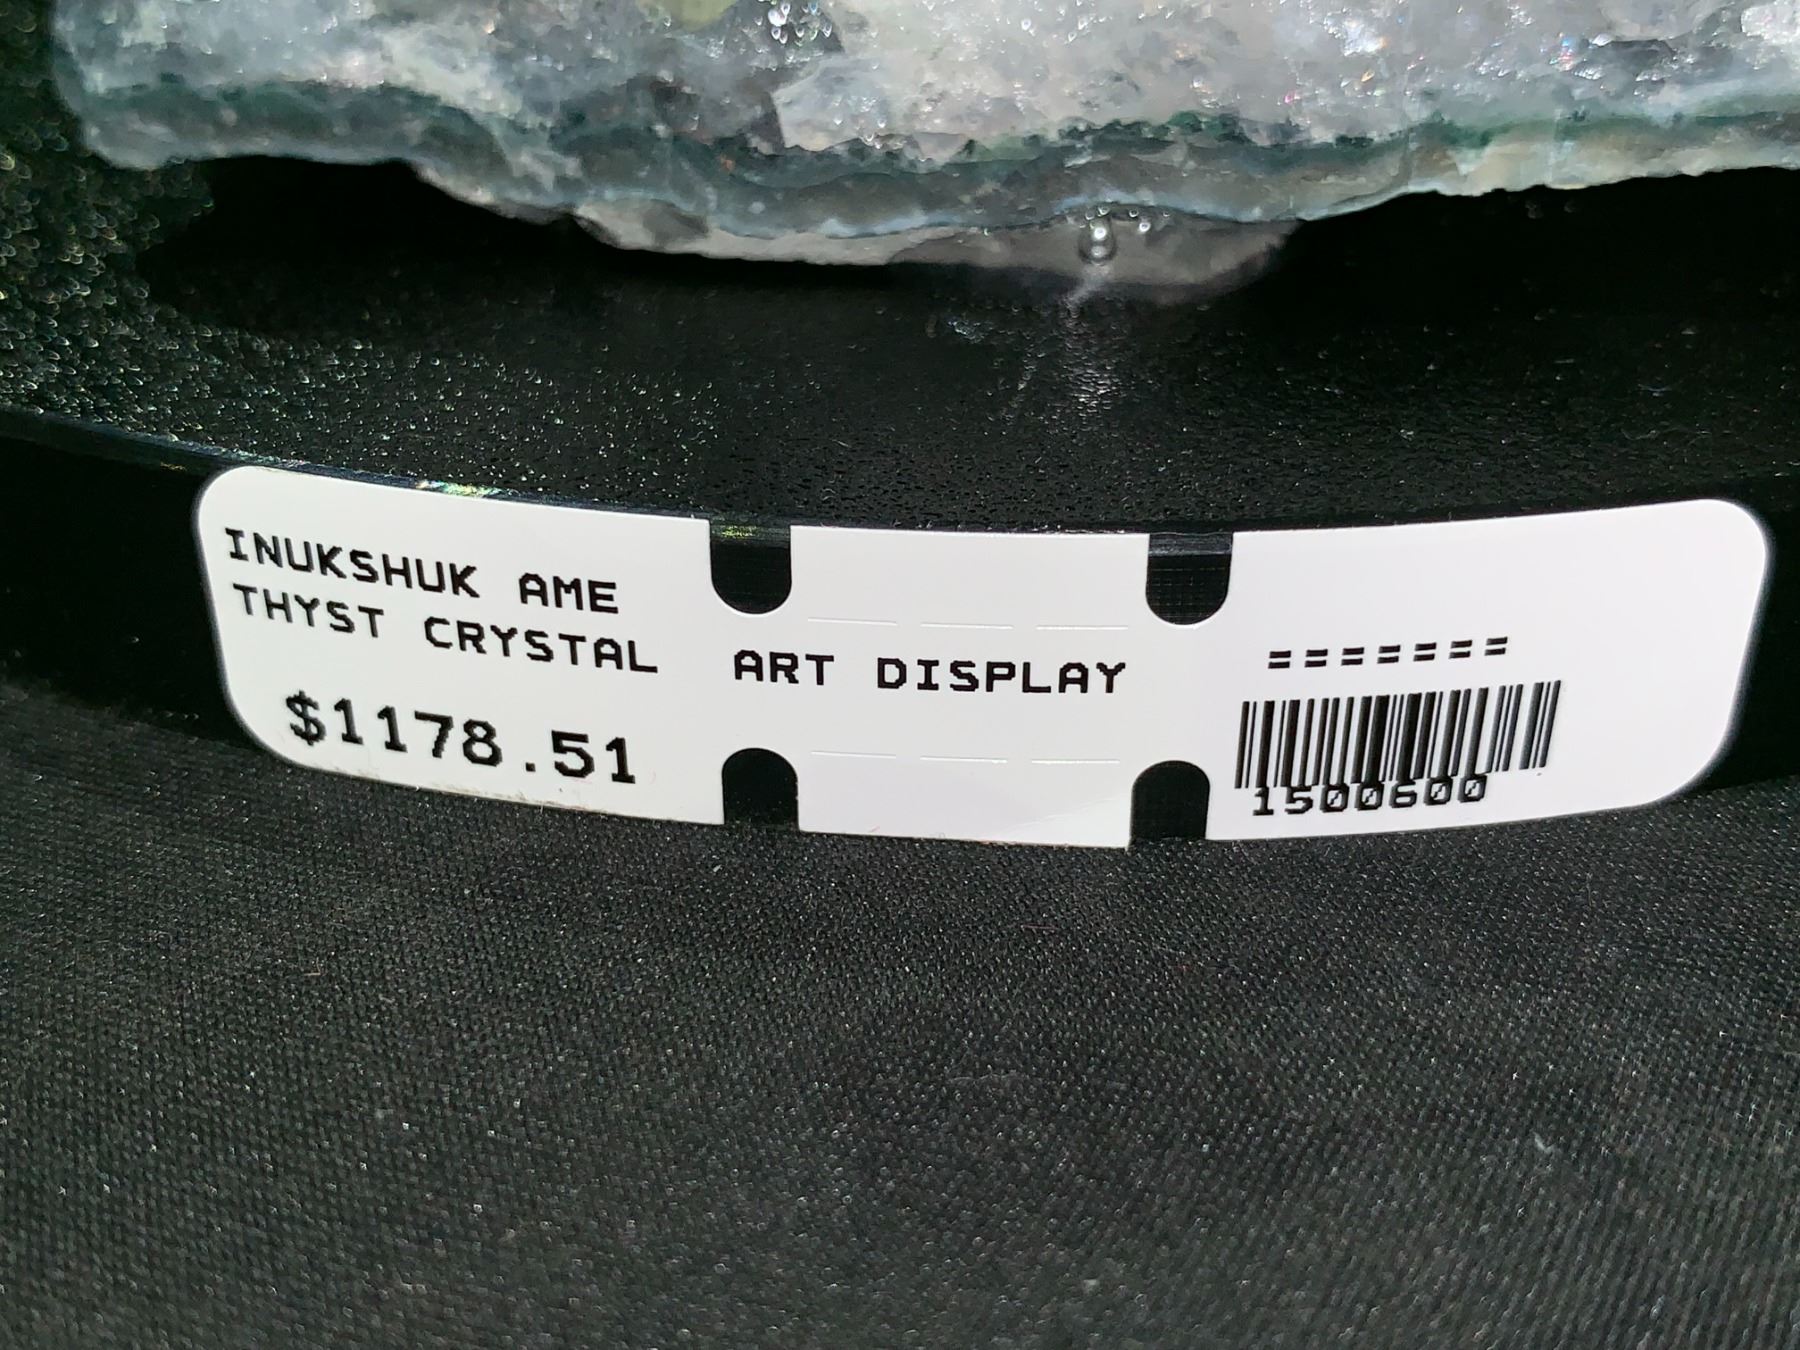 INUKSHUK AME
THYST CRYSTAL
$1178.51
ART DISPLAY
=======
1500600